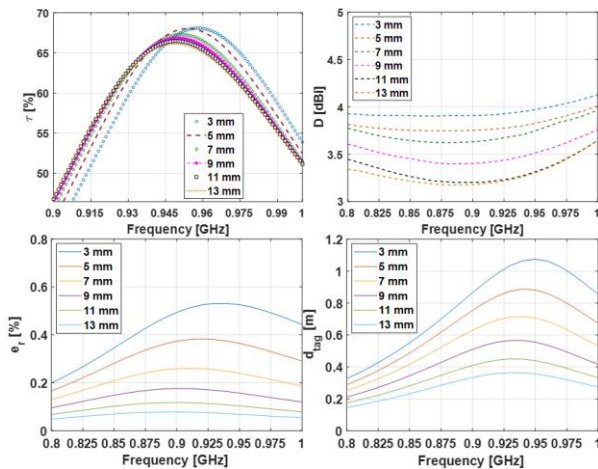 70
65
60
55
50
τ [%]
3 mm
5 mm
7 mm
9 mm
11 mm
13 mm
0.9 0.915 0.93 0.945 0.96 0.975 0.99 1
Frequency [GHz]
5
4.5
4
3.5
3
D [dBI]
3 mm
5 mm
7 mm
9 mm
11 mm
13 mm
0.8 0.825 0.85 0.875 0.9 0.925 0.95 0.975 1
Frequency [GHz]
0.8
0.6
0.4
0.2
0
e_r [%]
3 mm
5 mm
7 mm
9 mm
11 mm
13 mm
0.8 0.825 0.85 0.875 0.9 0.925 0.95 0.975 1
Frequency [GHz]
1.2
1
0.8
0.6
0.4
0.2
0
d_tag [m]
3 mm
5 mm
7 mm
9 mm
11 mm
13 mm
0.8 0.825 0.85 0.875 0.9 0.925 0.95 0.975 1
Frequency [GHz]